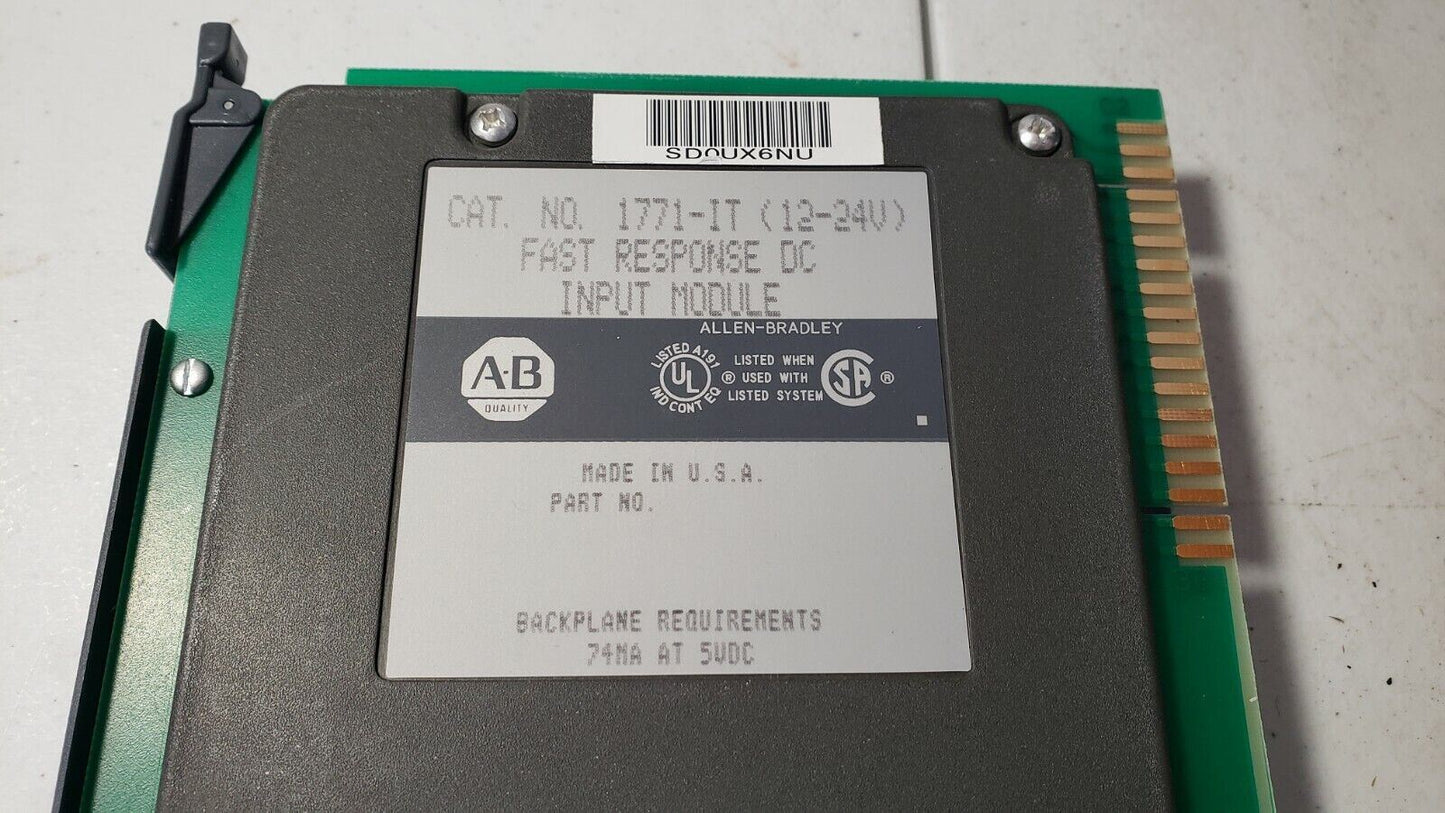 SD0UX6NU
CAT. NO. 1771-IT (12-24V)
FAST RESPONSE DC
INPUT MODULE
ALLEN-BRADLEY
A-B
QUALITY
LISTED A191
UL
IND CONT EQ
®
LISTED WHEN
USED WITH
LISTED SYSTEM
SA
®
MADE IN U.S.A.
PART NO.
BACKPLANE REQUIREMENTS
74MA AT 5VDC